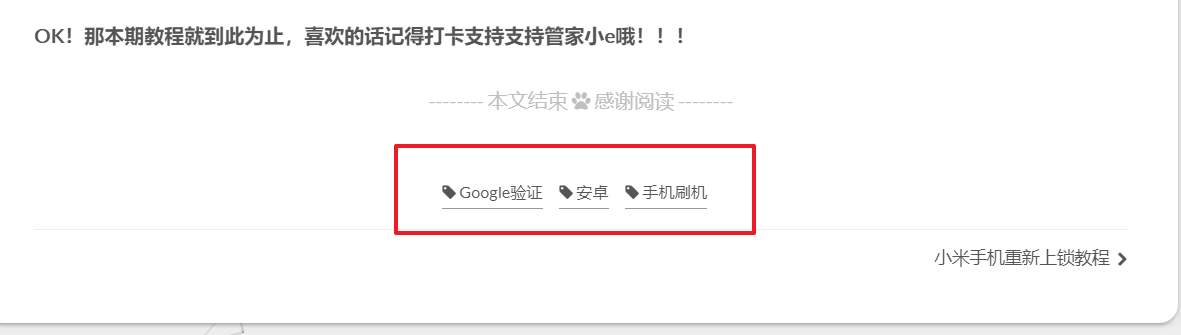 OK！那本期教程就到此为止，喜欢的话记得打卡支持支持管家小e哦！！！
-------- 本文结束 感谢阅读 --------
Google验证 安卓 手机刷机
小米手机重新上锁教程